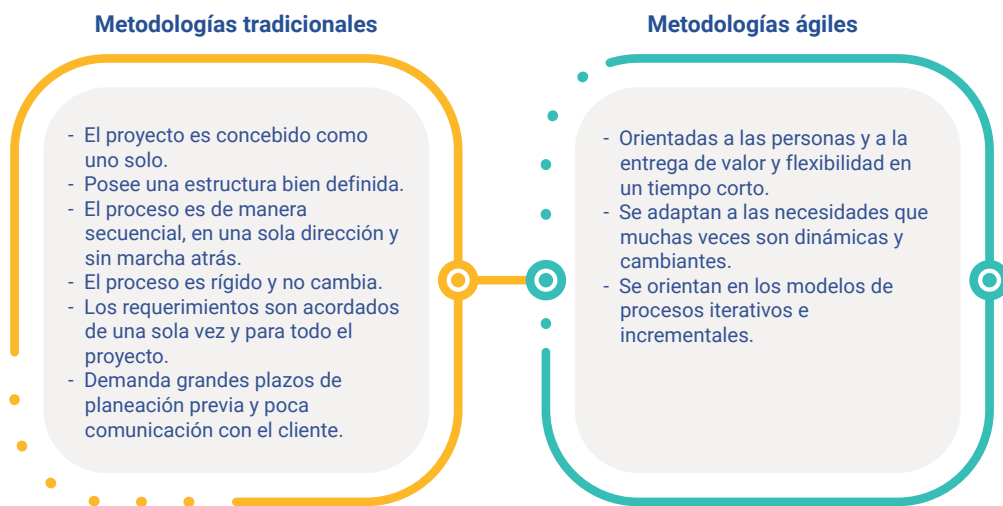 Metodologías tradicionales
- El proyecto es concebido como
uno solo.
- Posee una estructura bien definida.
- El proceso es de manera
secuencial, en una sola dirección y
sin marcha atrás.
- El proceso es rígido y no cambia.
- Los requerimientos son acordados
de una sola vez y para todo el
proyecto.
- Demanda grandes plazos de
planeación previa y poca
comunicación con el cliente.
Metodologías ágiles
- Orientadas a las personas y a la
entrega de valor y flexibilidad en
un tiempo corto.
- Se adaptan a las necesidades que
muchas veces son dinámicas y
cambiantes.
- Se orientan en los modelos de
procesos iterativos e
incrementales.